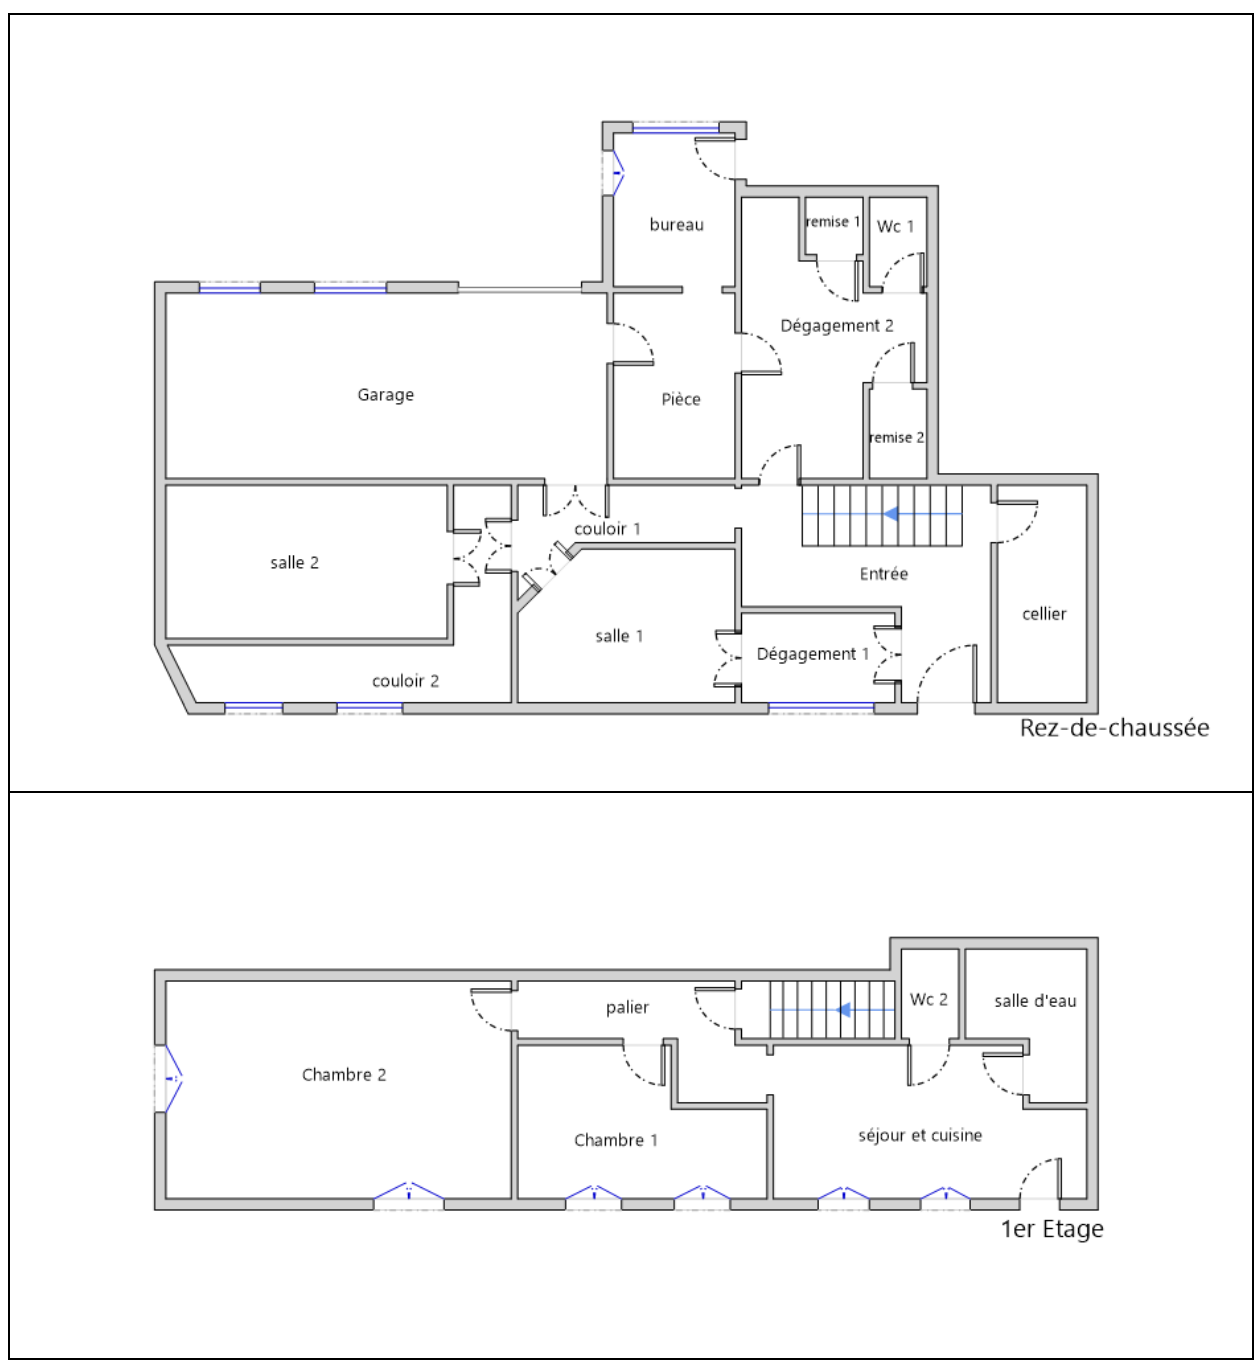 bureau
remise 1
Wc 1
Dégagement 2
Garage
Pièce
remise 2
couloir 1
salle 2
Entrée
cellier
salle 1
Dégagement 1
couloir 2
Rez-de-chaussée
Wc 2
salle d'eau
palier
Chambre 2
Chambre 1
séjour et cuisine
1er Etage